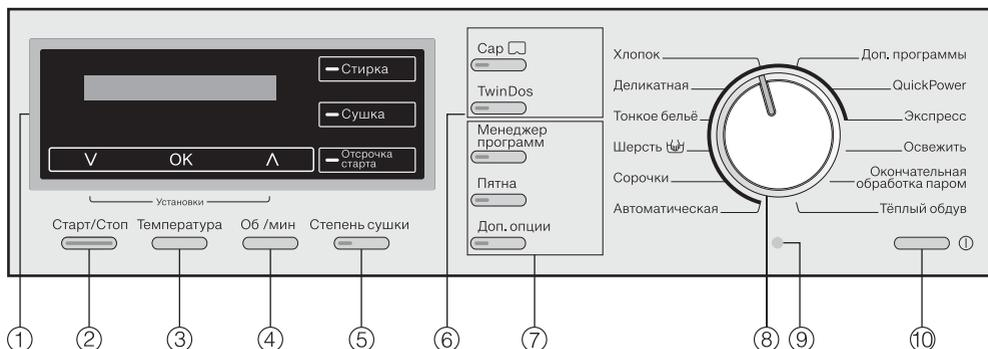 Стирка
Сушка
Отсрочка
старта
V OK Λ
Установки
Старт/Стоп Температура Об /мин Степень сушки
Cap
TwinDos
Менеджер
программ
Пятна
Доп. опции
Хлопок
Деликатная
Тонкое бельё
Шерсть
Сорочки
Автоматическая
Доп. программы
QuickPower
Экспресс
Освежить
Окончательная
обработка паром
Тёплый обдув
① ② ③ ④ ⑤ ⑥ ⑦ ⑧ ⑨ ⑩